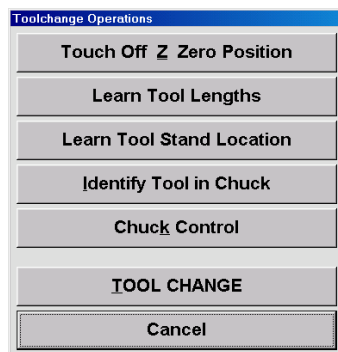 Toolchange Operations
Touch Off Z Zero Position
Learn Tool Lengths
Learn Tool Stand Location
Identify Tool in Chuck
Chuck Control
TOOL CHANGE
Cancel